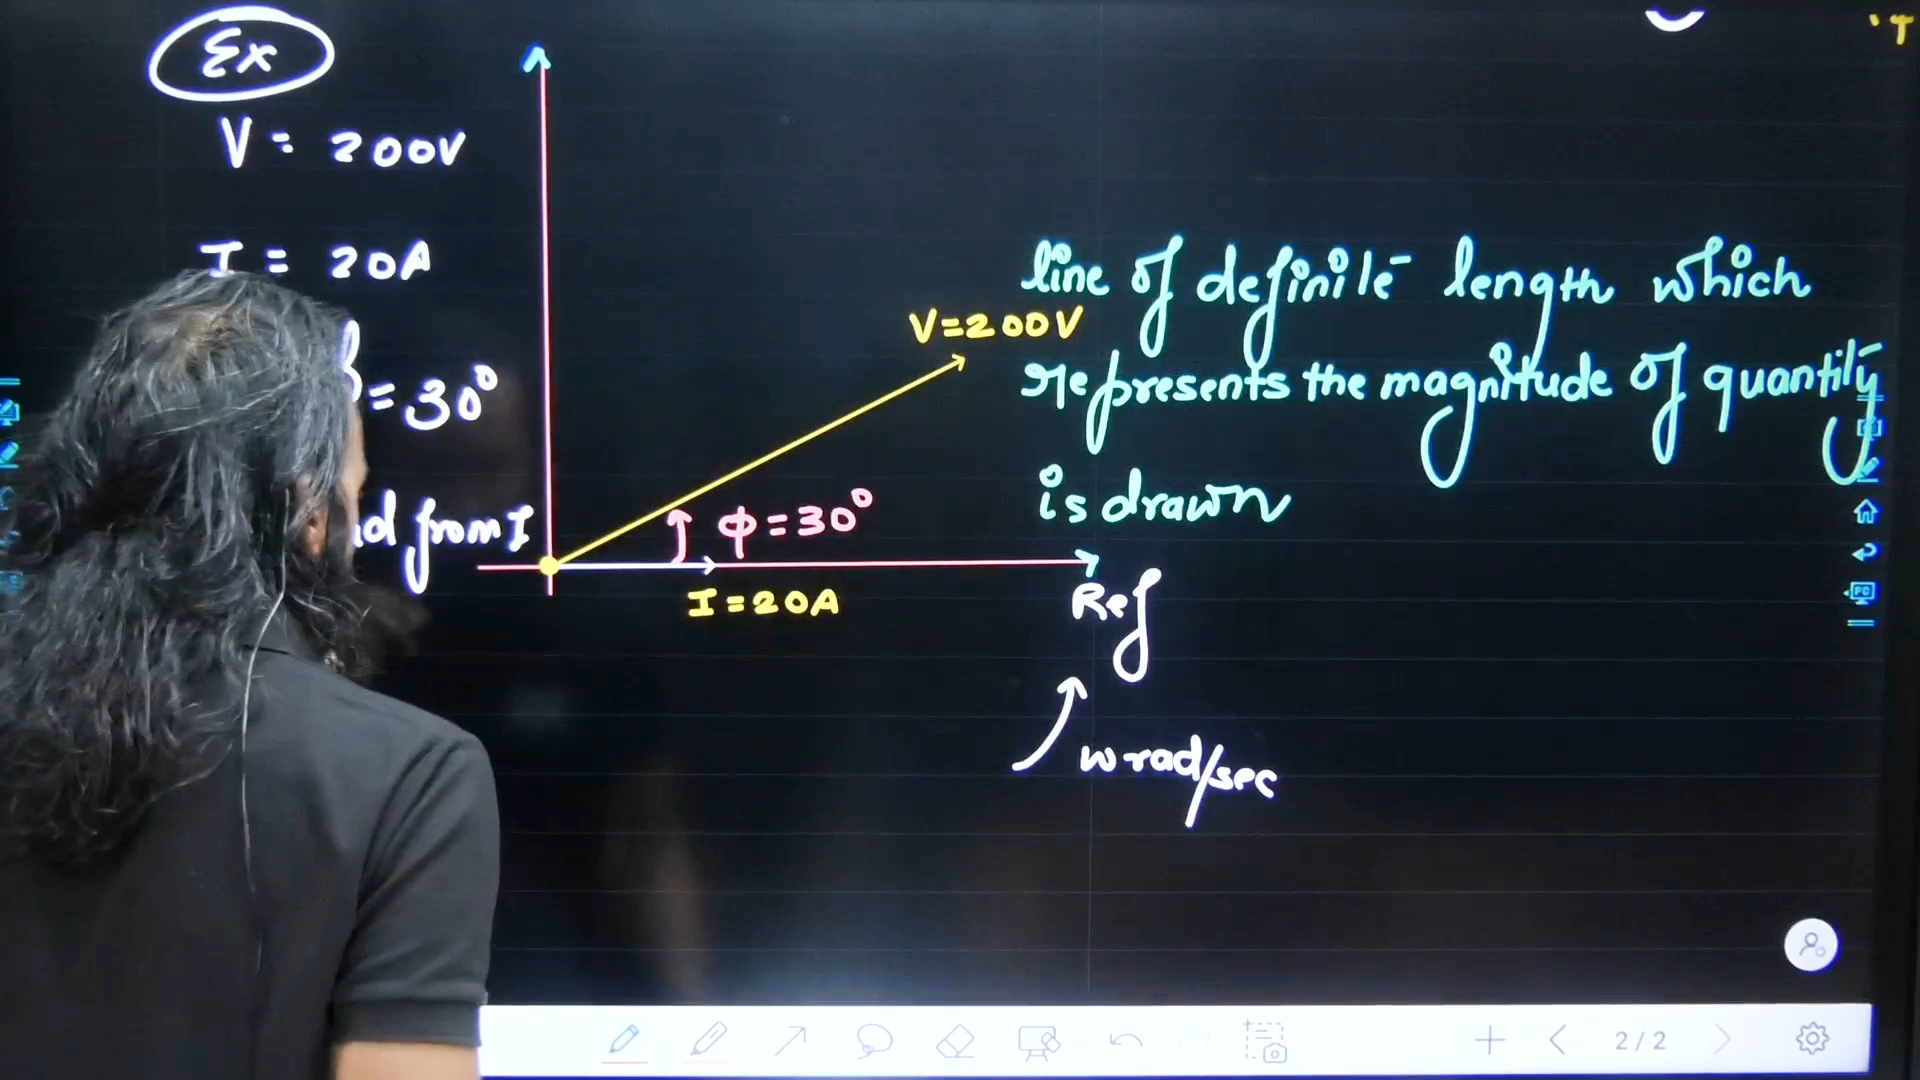 Ex
V = 200V
I = 20A
= 30°
from I
V=200V
ϕ = 30°
I = 20A
Ref
w rad/sec
line of definite length which
represents the magnitude of quantity
is drawn
2/2
PC